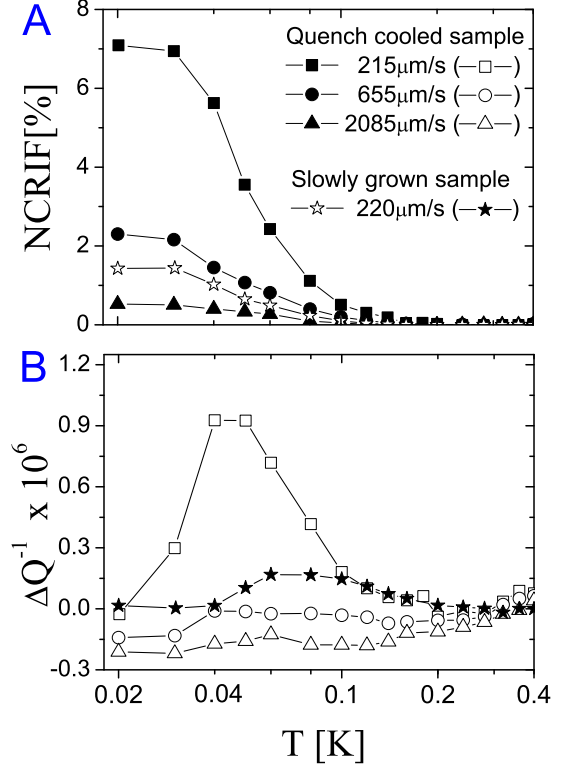 A
8
6
4
2
0
NCRIF[%]
Quench cooled sample
215μm/s (—□—)
655μm/s (—○—)
2085μm/s (—△—)
Slowly grown sample
220μm/s (—★—)
B
1.2
0.9
0.6
0.3
0.0
-0.3
ΔQ⁻¹ x 10⁶
0.02 0.04 0.1 0.2 0.4
T [K]